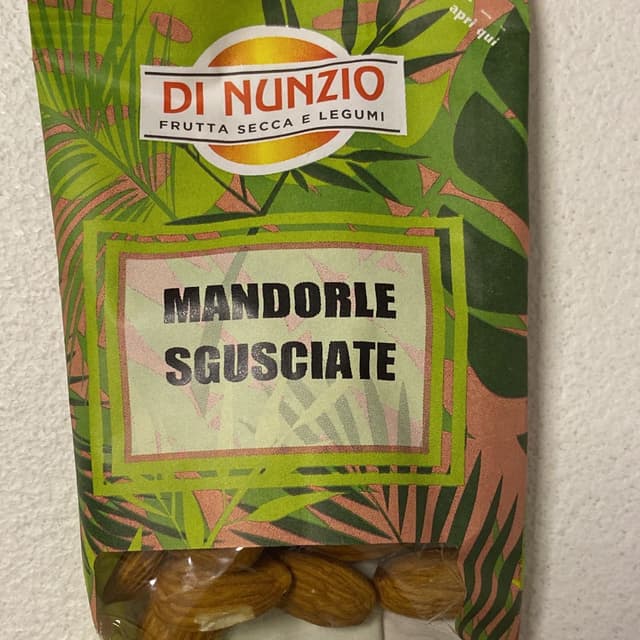 apri qui
DI NUNZIO
FRUTTA SECCA E LEGUMI
MANDORLE
SGUSCIATE